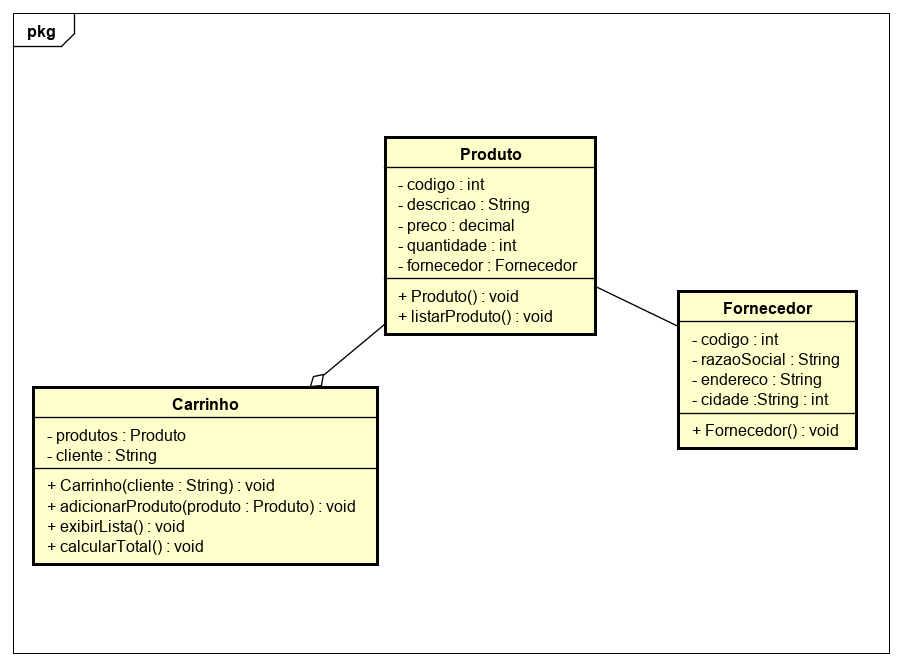 pkg
Produto
- codigo : int
- descricao : String
- preco : decimal
- quantidade : int
- fornecedor : Fornecedor
+ Produto() : void
+ listarProduto() : void
Fornecedor
- codigo : int
- razaoSocial : String
- endereco : String
- cidade :String : int
+ Fornecedor() : void
Carrinho
- produtos : Produto
- cliente : String
+ Carrinho(cliente : String) : void
+ adicionarProduto(produto : Produto) : void
+ exibirLista() : void
+ calcularTotal() : void